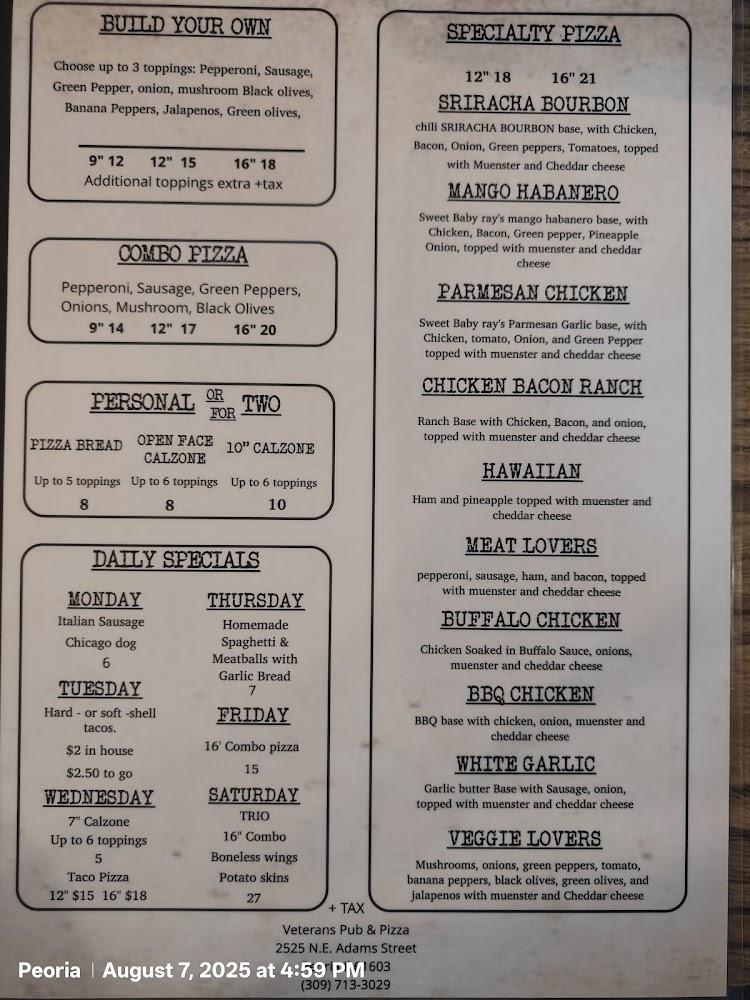 BUILD YOUR OWN
Choose up to 3 toppings: Pepperoni, Sausage,
Green Pepper, onion, mushroom Black olives,
Banana Peppers, Jalapenos, Green olives,
9" 12 12" 15 16" 18
Additional toppings extra +tax
COMBO PIZZA
Pepperoni, Sausage, Green Peppers,
Onions, Mushroom, Black Olives
9" 14 12" 17 16" 20
PERSONAL OR FOR TWO
PIZZA BREAD
Up to 5 toppings
8
OPEN FACE
CALZONE
Up to 6 toppings
8
10" CALZONE
Up to 6 toppings
10
DAILY SPECIALS
MONDAY
Italian Sausage
Chicago dog
6
TUESDAY
Hard - or soft -shell
tacos.
$2 in house
$2.50 to go
WEDNESDAY
7" Calzone
Up to 6 toppings
5
Taco Pizza
12" $15 16" $18
THURSDAY
Homemade
Spaghetti &
Meatballs with
Garlic Bread
7
FRIDAY
16' Combo pizza
15
SATURDAY
TRIO
16" Combo
Boneless wings
Potato skins
27
SPECIALTY PIZZA
12" 18 16" 21
SRIRACHA BOURBON
chili SRIRACHA BOURBON base, with Chicken,
Bacon, Onion, Green peppers, Tomatoes, topped
with Muenster and Cheddar cheese
MANGO HABANERO
Sweet Baby ray's mango habanero base, with
Chicken, Bacon, Green pepper, Pineapple
Onion, topped with muenster and cheddar
cheese
PARMESAN CHICKEN
Sweet Baby ray's Parmesan Garlic base, with
Chicken, tomato, Onion, and Green Pepper
topped with muenster and cheddar cheese
CHICKEN BACON RANCH
Ranch Base with Chicken, Bacon, and onion,
topped with muenster and cheddar cheese
HAWAIIAN
Ham and pineapple topped with muenster and
cheddar cheese
MEAT LOVERS
pepperoni, sausage, ham, and bacon, topped
with muenster and cheddar cheese
BUFFALO CHICKEN
Chicken Soaked in Buffalo Sauce, onions,
muenster and cheddar cheese
BBQ CHICKEN
BBQ base with chicken, onion, muenster and
cheddar cheese
WHITE GARLIC
Garlic butter Base with Sausage, onion,
topped with muenster and cheddar cheese
VEGGIE LOVERS
Mushrooms, onions, green peppers, tomato,
banana peppers, black olives, green olives, and
jalapenos with muenster and Cheddar cheese
+ TAX
Veterans Pub & Pizza
2525 N.E. Adams Street
1603
(309) 713-3029
Peoria | August 7, 2025 at 4:59 PM